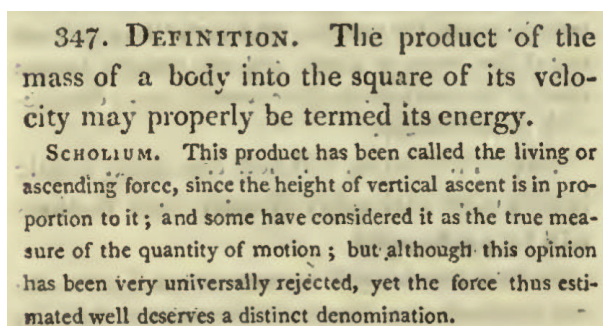 347. DEFINITION. The product of the
mass of a body into the square of its velo-
city may properly be termed its energy.
SCHOLIUM. This product has been called the living or
ascending force, since the height of vertical ascent is in pro-
portion to it; and some have considered it as the true mea-
sure of the quantity of motion; but although this opinion
has been very universally rejected, yet the force thus esti-
mated well deserves a distinct denomination.